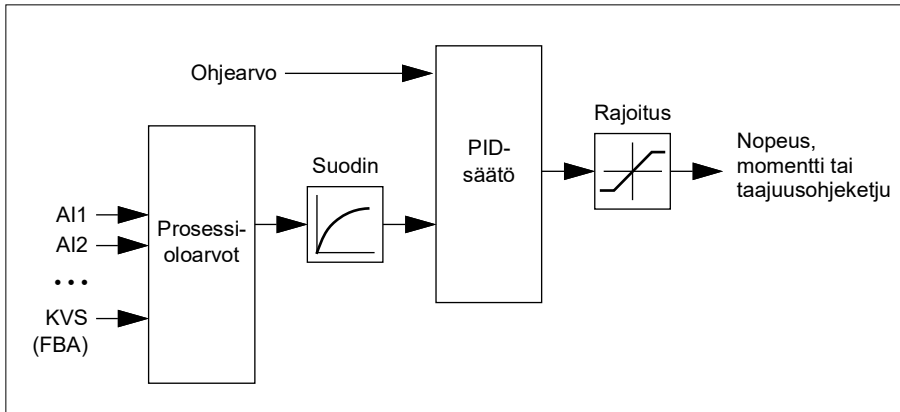 Ohjearvo
AI1
AI2
• • •
KVS
(FBA)
Prosessi-
oloarvot
Suodin
PID-
säätö
Rajoitus
Nopeus,
momentti tai
taajuusohjeketju